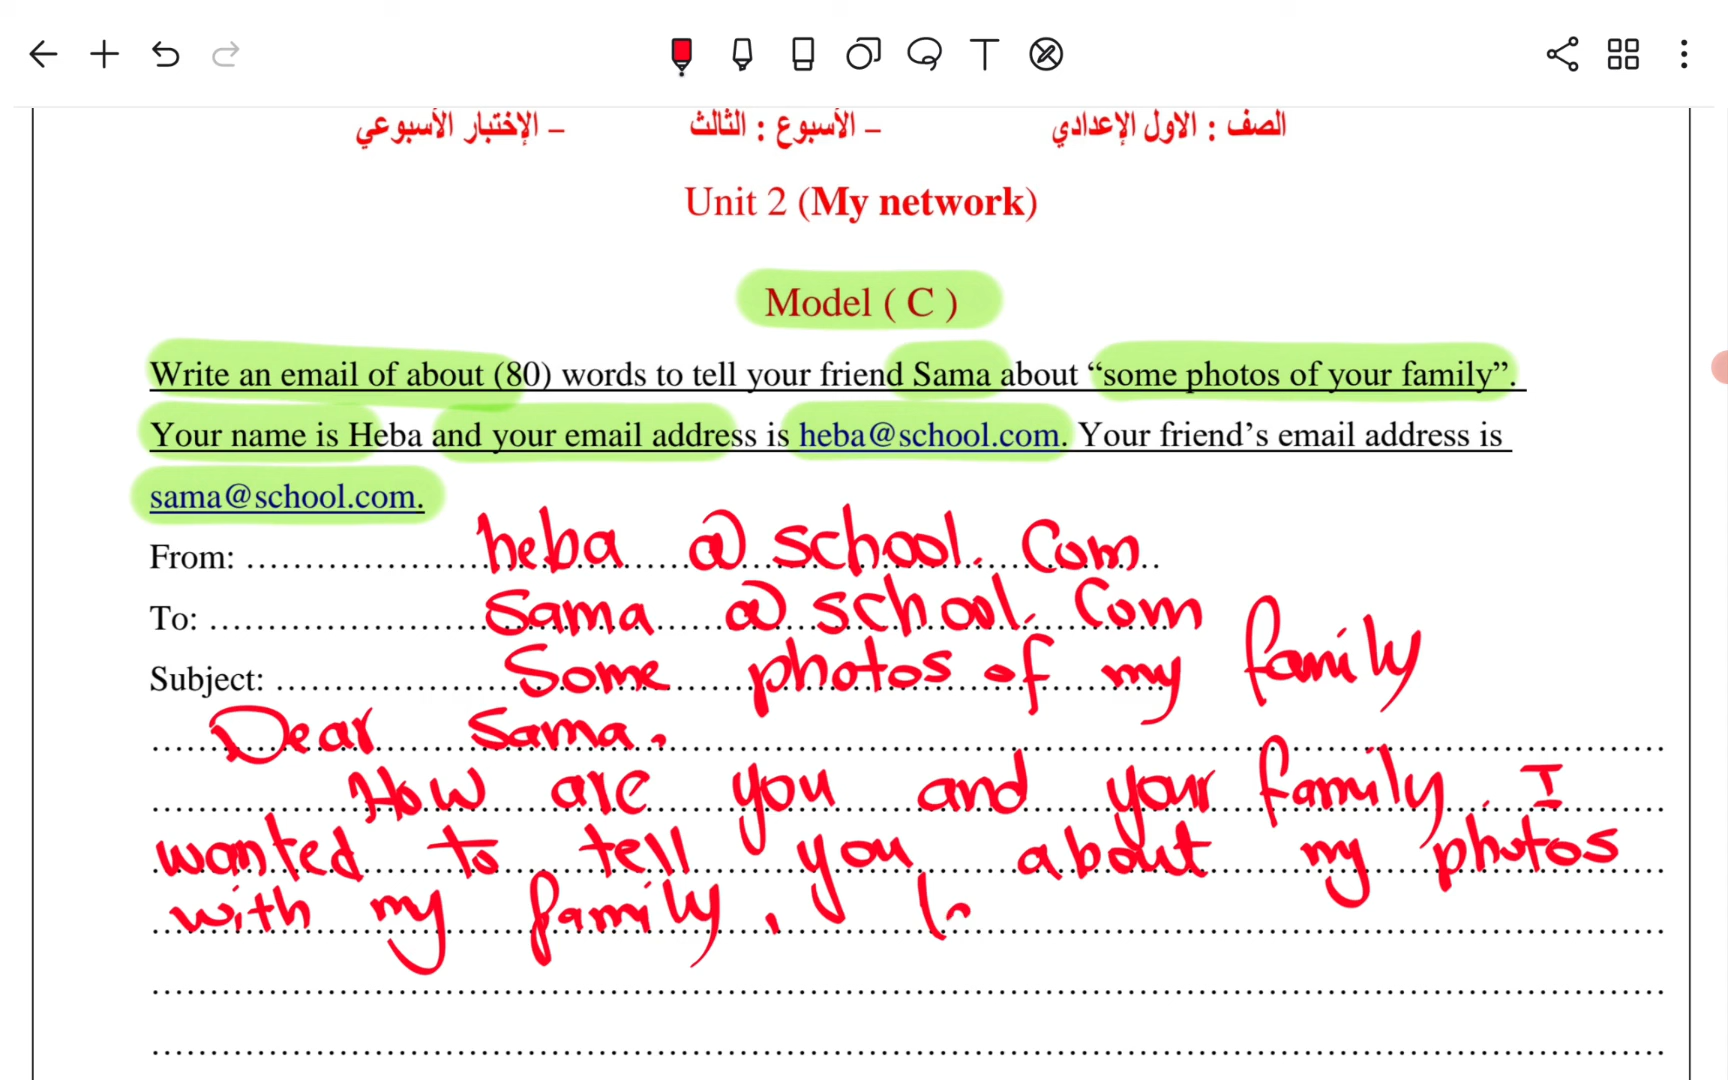 الصف : الاول الإعدادي – الأسبوع : الثالث – الإختبار الأسبوعي
Unit 2 (My network)
Model ( C )
Write an email of about (80) words to tell your friend Sama about “some photos of your family”.
Your name is Heba and your email address is heba@school.com. Your friend’s email address is
sama@school.com.
From: heba @ school. Com
To: Sama @ school. Com
Subject: Some photos of my family
Dear Sama,
How are you and your family. I
wanted to tell you about my photos
with my family,